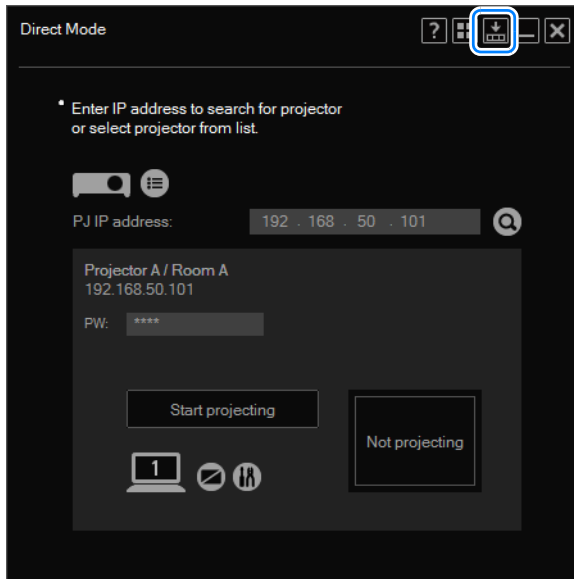 Direct Mode
?
Enter IP address to search for projector
or select projector from list.
PJ IP address: 192 . 168 . 50 . 101
Projector A / Room A
192.168.50.101
PW: ****
Start projecting
Not projecting
1